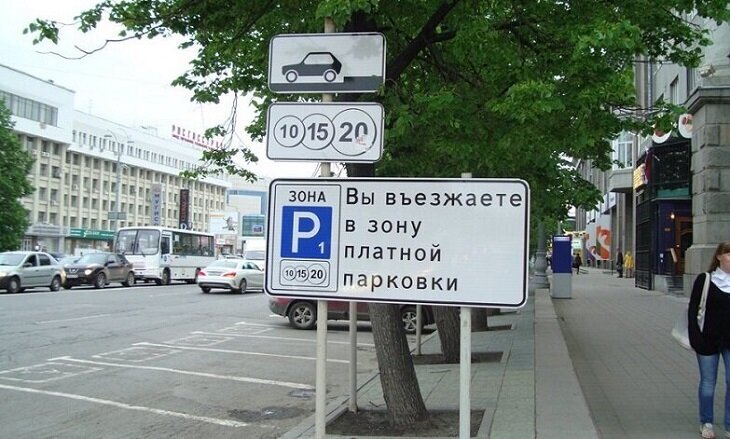 10 15 20
ЗОНА
P 1
10 15 20
Вы въезжаете
в зону
платной
парковки